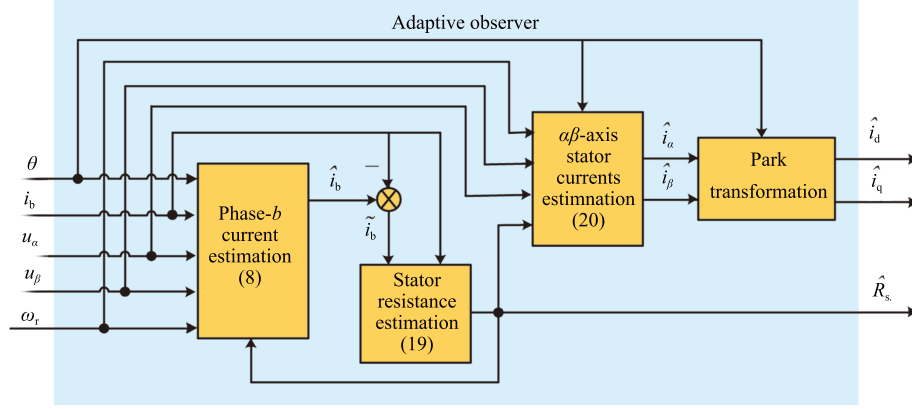 Adaptive observer
θ
i_b
u_α
u_β
ω_r
Phase-b
current
estimation
(8)
î_b
−
ĩ_b
Stator
resistance
estimation
(19)
αβ-axis
stator
currents
estimnation
(20)
î_α
î_β
Park
transformation
î_d
î_q
R̂_s.